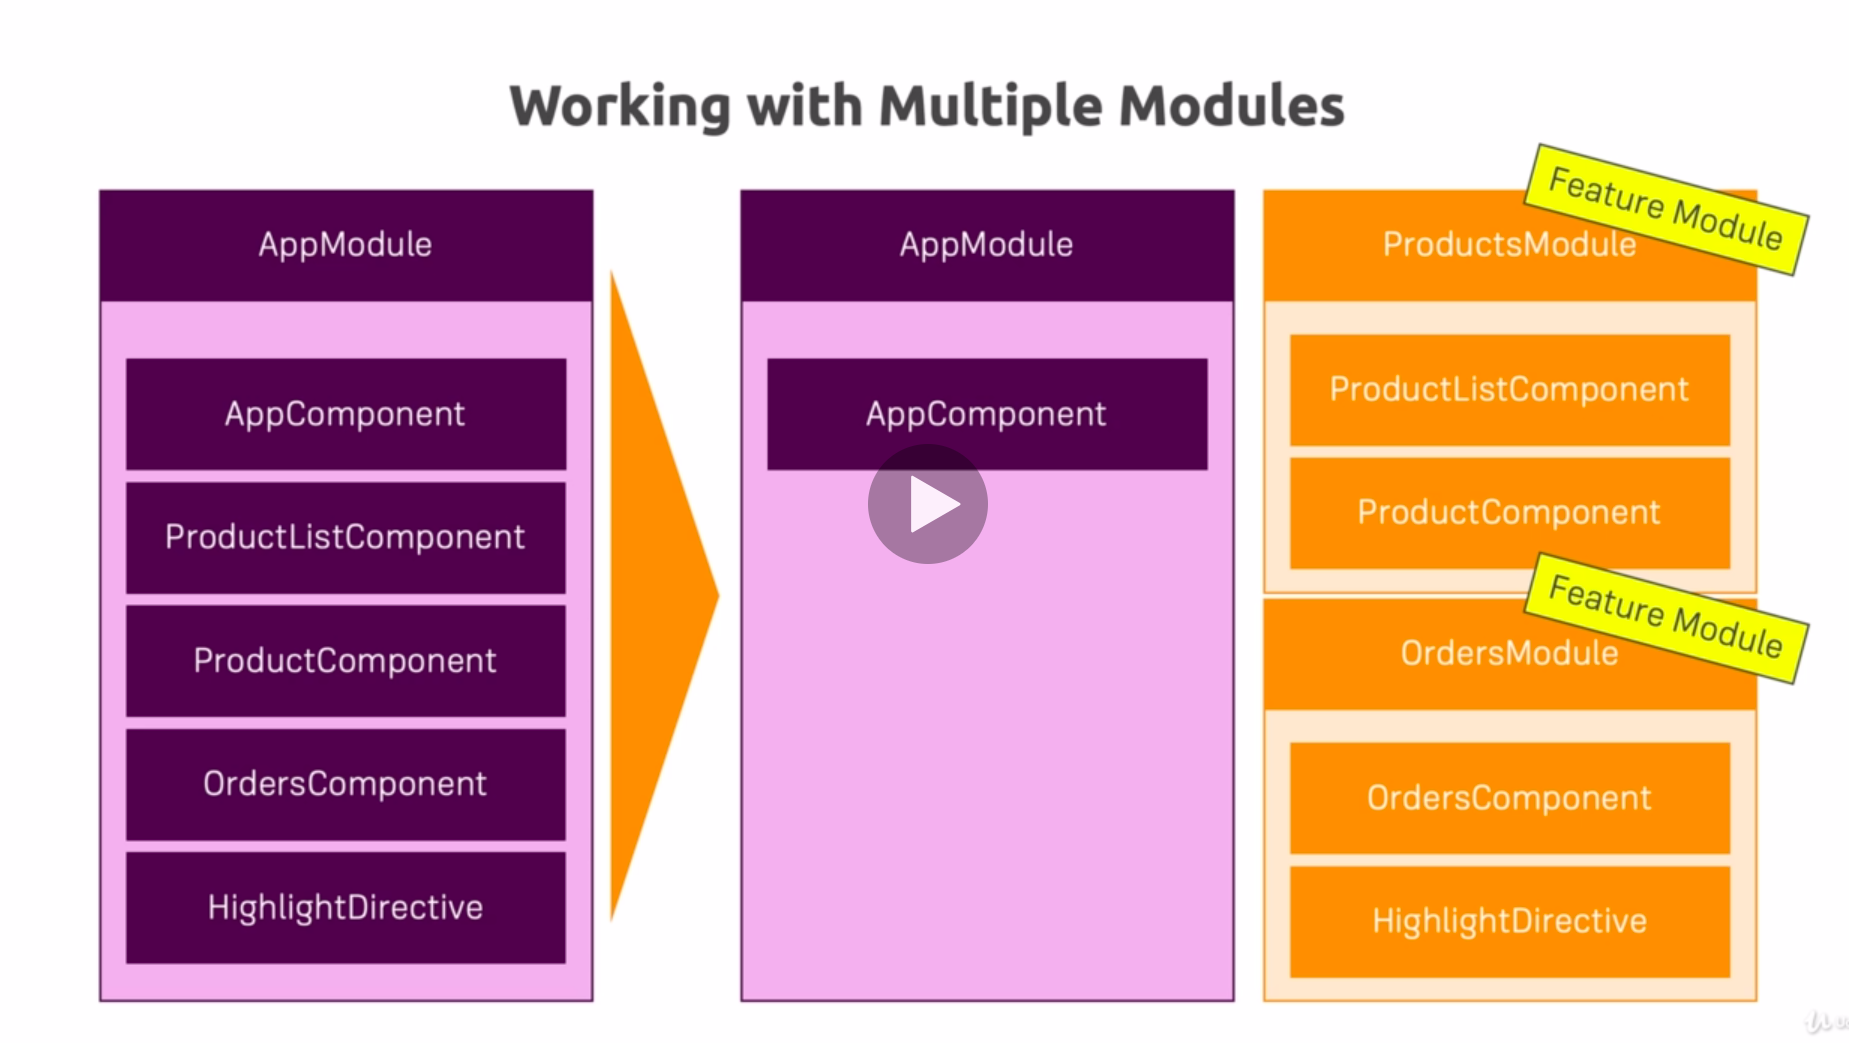 Working with Multiple Modules
AppModule
AppComponent
ProductListComponent
ProductComponent
OrdersComponent
HighlightDirective
AppModule
AppComponent
Feature Module
ProductsModule
ProductListComponent
ProductComponent
Feature Module
OrdersModule
OrdersComponent
HighlightDirective